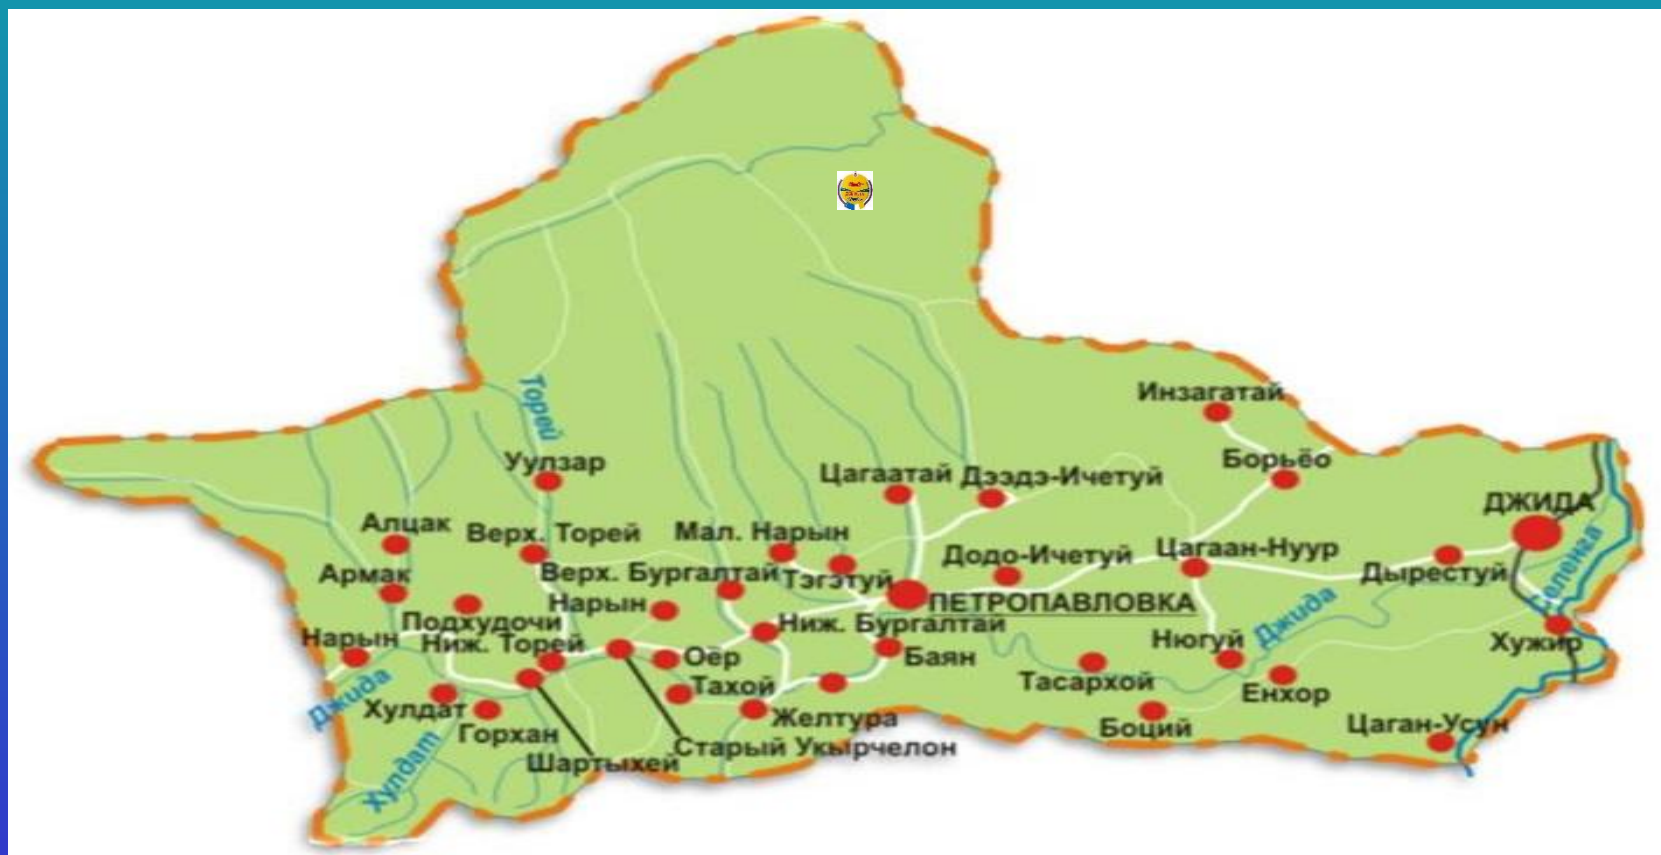 Инзагатай
Торей
Борьёо
Уулзар
Цагаатай
Дээдэ-Ичетуй
ДЖИДА
Алцак
Верх. Торей
Мал. Нарын
Додо-Ичетуй
Цагаан-Нуур
Армак
Верх. Бургалтай
Тэгэтуй
Дырестуй
Селенга
Нарын
ПЕТРОПАВЛОВКА
Джида
Подхудочи
Ниж. Бургалтай
Нарын
Ниж. Торей
Нюгуй
Хужир
Оёр
Баян
Джида
Тахой
Тасархой
Енхор
Хулдат
Желтура
Боций
Цаган-Усун
Горхан
Старый Укырчелон
Шартыхей
Хулдат